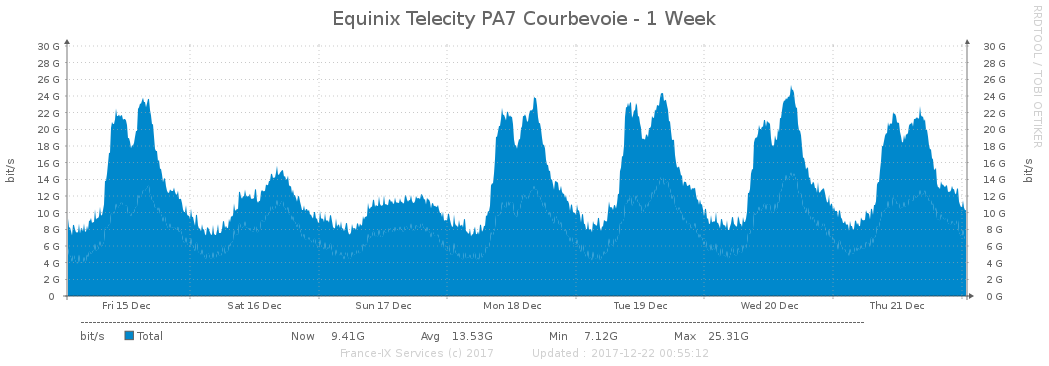 Equinix Telecity PA7 Courbevoie - 1 Week
RRDTOOL / TOBI OETIKER
30 G 30 G
28 G 28 G
26 G 26 G
24 G 24 G
22 G 22 G
20 G 20 G
18 G 18 G
16 G 16 G
14 G 14 G
12 G 12 G
10 G 10 G
8 G 8 G
6 G 6 G
4 G 4 G
2 G 2 G
0 0 G
bit/s
bit/s
Fri 15 Dec Sat 16 Dec Sun 17 Dec Mon 18 Dec Tue 19 Dec Wed 20 Dec Thu 21 Dec
bit/s Total Now 9.41G Avg 13.53G Min 7.12G Max 25.31G
France-IX Services (c) 2017 Updated : 2017-12-22 00:55:12